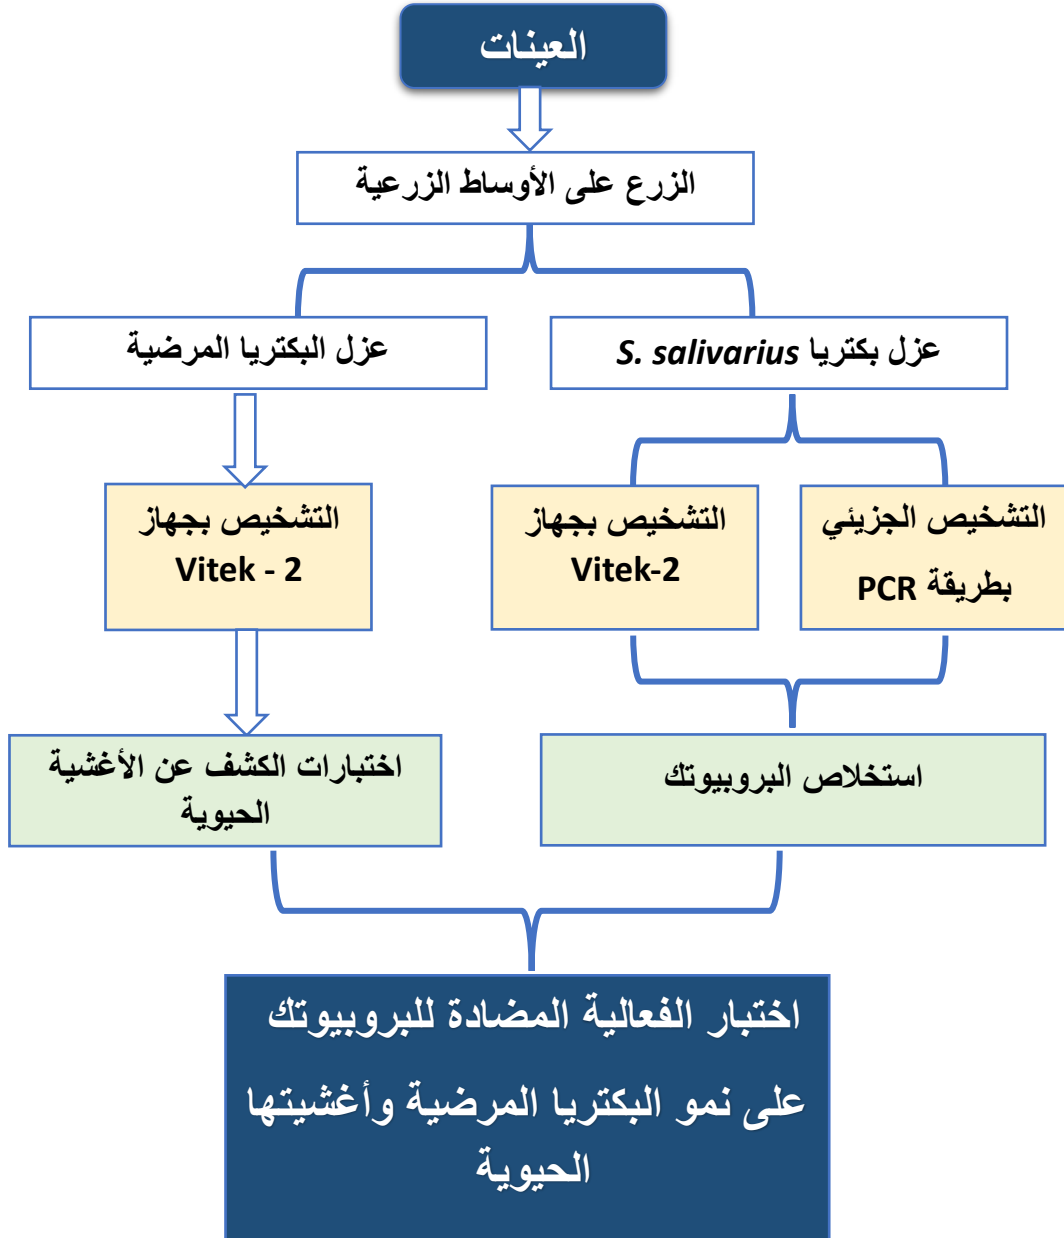 العينات
الزرع على الأوساط الزرعية
عزل بكتريا S. salivarius
عزل البكتريا المرضية
التشخيص الجزيئي
بطريقة PCR
التشخيص بجهاز
Vitek-2
التشخيص بجهاز
Vitek - 2
استخلاص البروبيوتك
اختبارات الكشف عن الأغشية
الحيوية
اختبار الفعالية المضادة للبروبيوتك
على نمو البكتريا المرضية وأغشيتها
الحيوية